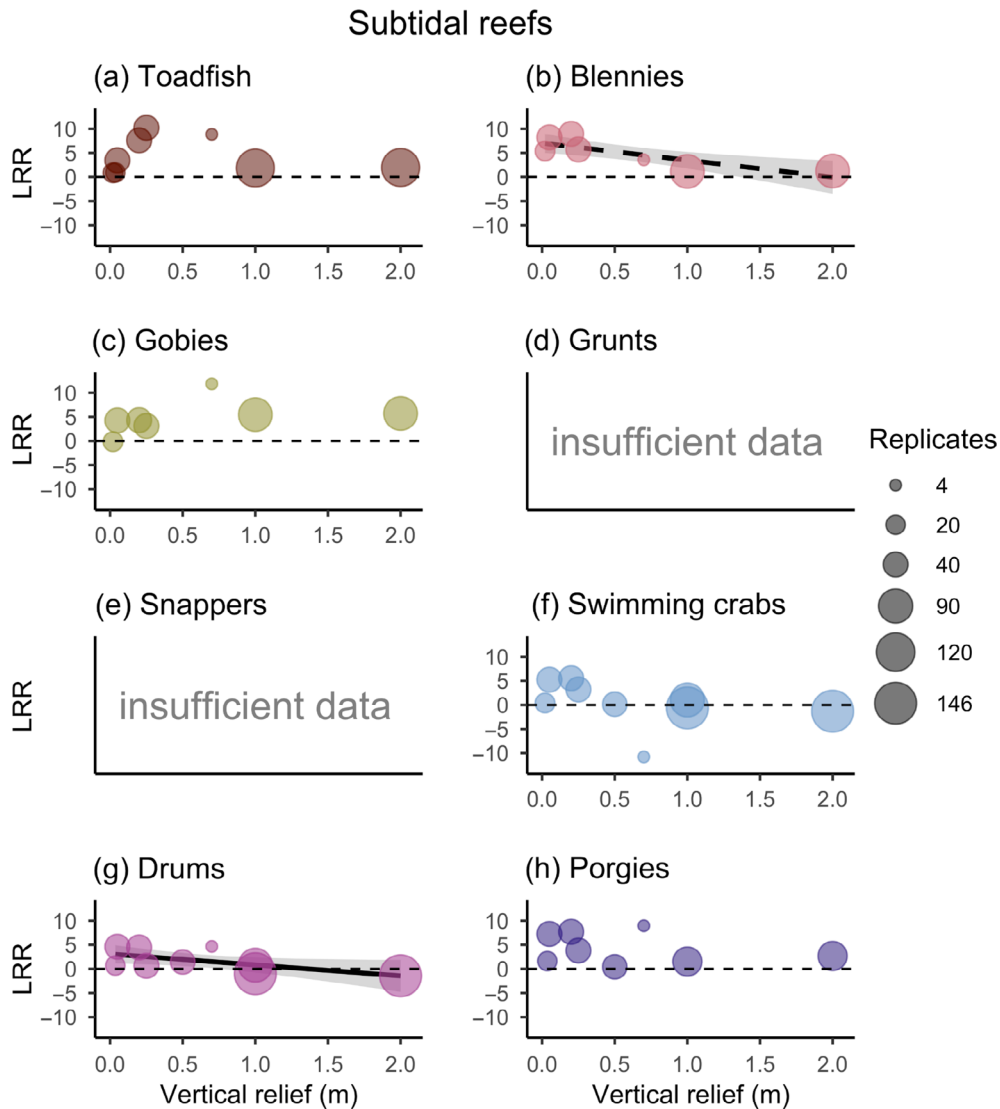 Subtidal reefs
(a) Toadfish
(b) Blennies
LRR
10
5
0
−5
−10
0.0 0.5 1.0 1.5 2.0
10
5
0
−5
−10
0.0 0.5 1.0 1.5 2.0
(c) Gobies
(d) Grunts
LRR
10
5
0
−5
−10
0.0 0.5 1.0 1.5 2.0
insufficient data
(e) Snappers
(f) Swimming crabs
LRR
insufficient data
10
5
0
−5
−10
0.0 0.5 1.0 1.5 2.0
(g) Drums
(h) Porgies
LRR
10
5
0
−5
−10
0.0 0.5 1.0 1.5 2.0
Vertical relief (m)
10
5
0
−5
−10
0.0 0.5 1.0 1.5 2.0
Vertical relief (m)
Replicates
4
20
40
90
120
146